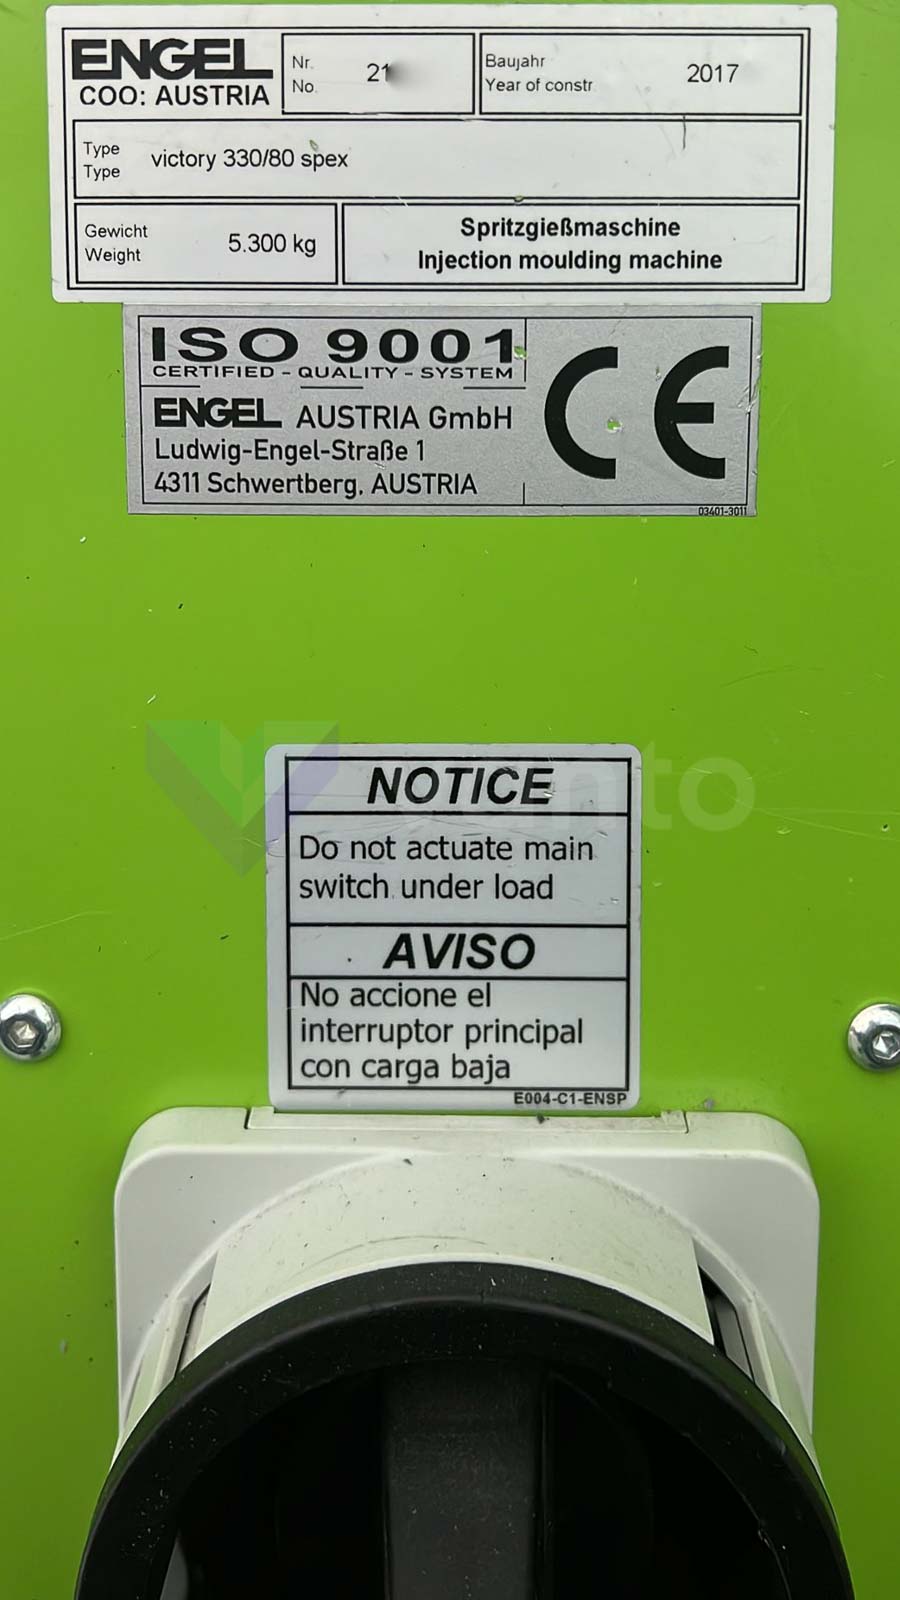 ENGEL
COO: AUSTRIA
Nr.
No.
21
Baujahr
Year of constr.
2017
Type
Type
victory 330/80 spex
Gewicht
Weight
5.300 kg
Spritzgießmaschine
Injection moulding machine
ISO 9001
CERTIFIED - QUALITY - SYSTEM
ENGEL AUSTRIA GmbH
Ludwig-Engel-Straße 1
4311 Schwertberg, AUSTRIA
CE
03401-3011
NOTICE
Do not actuate main
switch under load
AVISO
No accione el
interruptor principal
con carga baja
E004-C1-ENSP